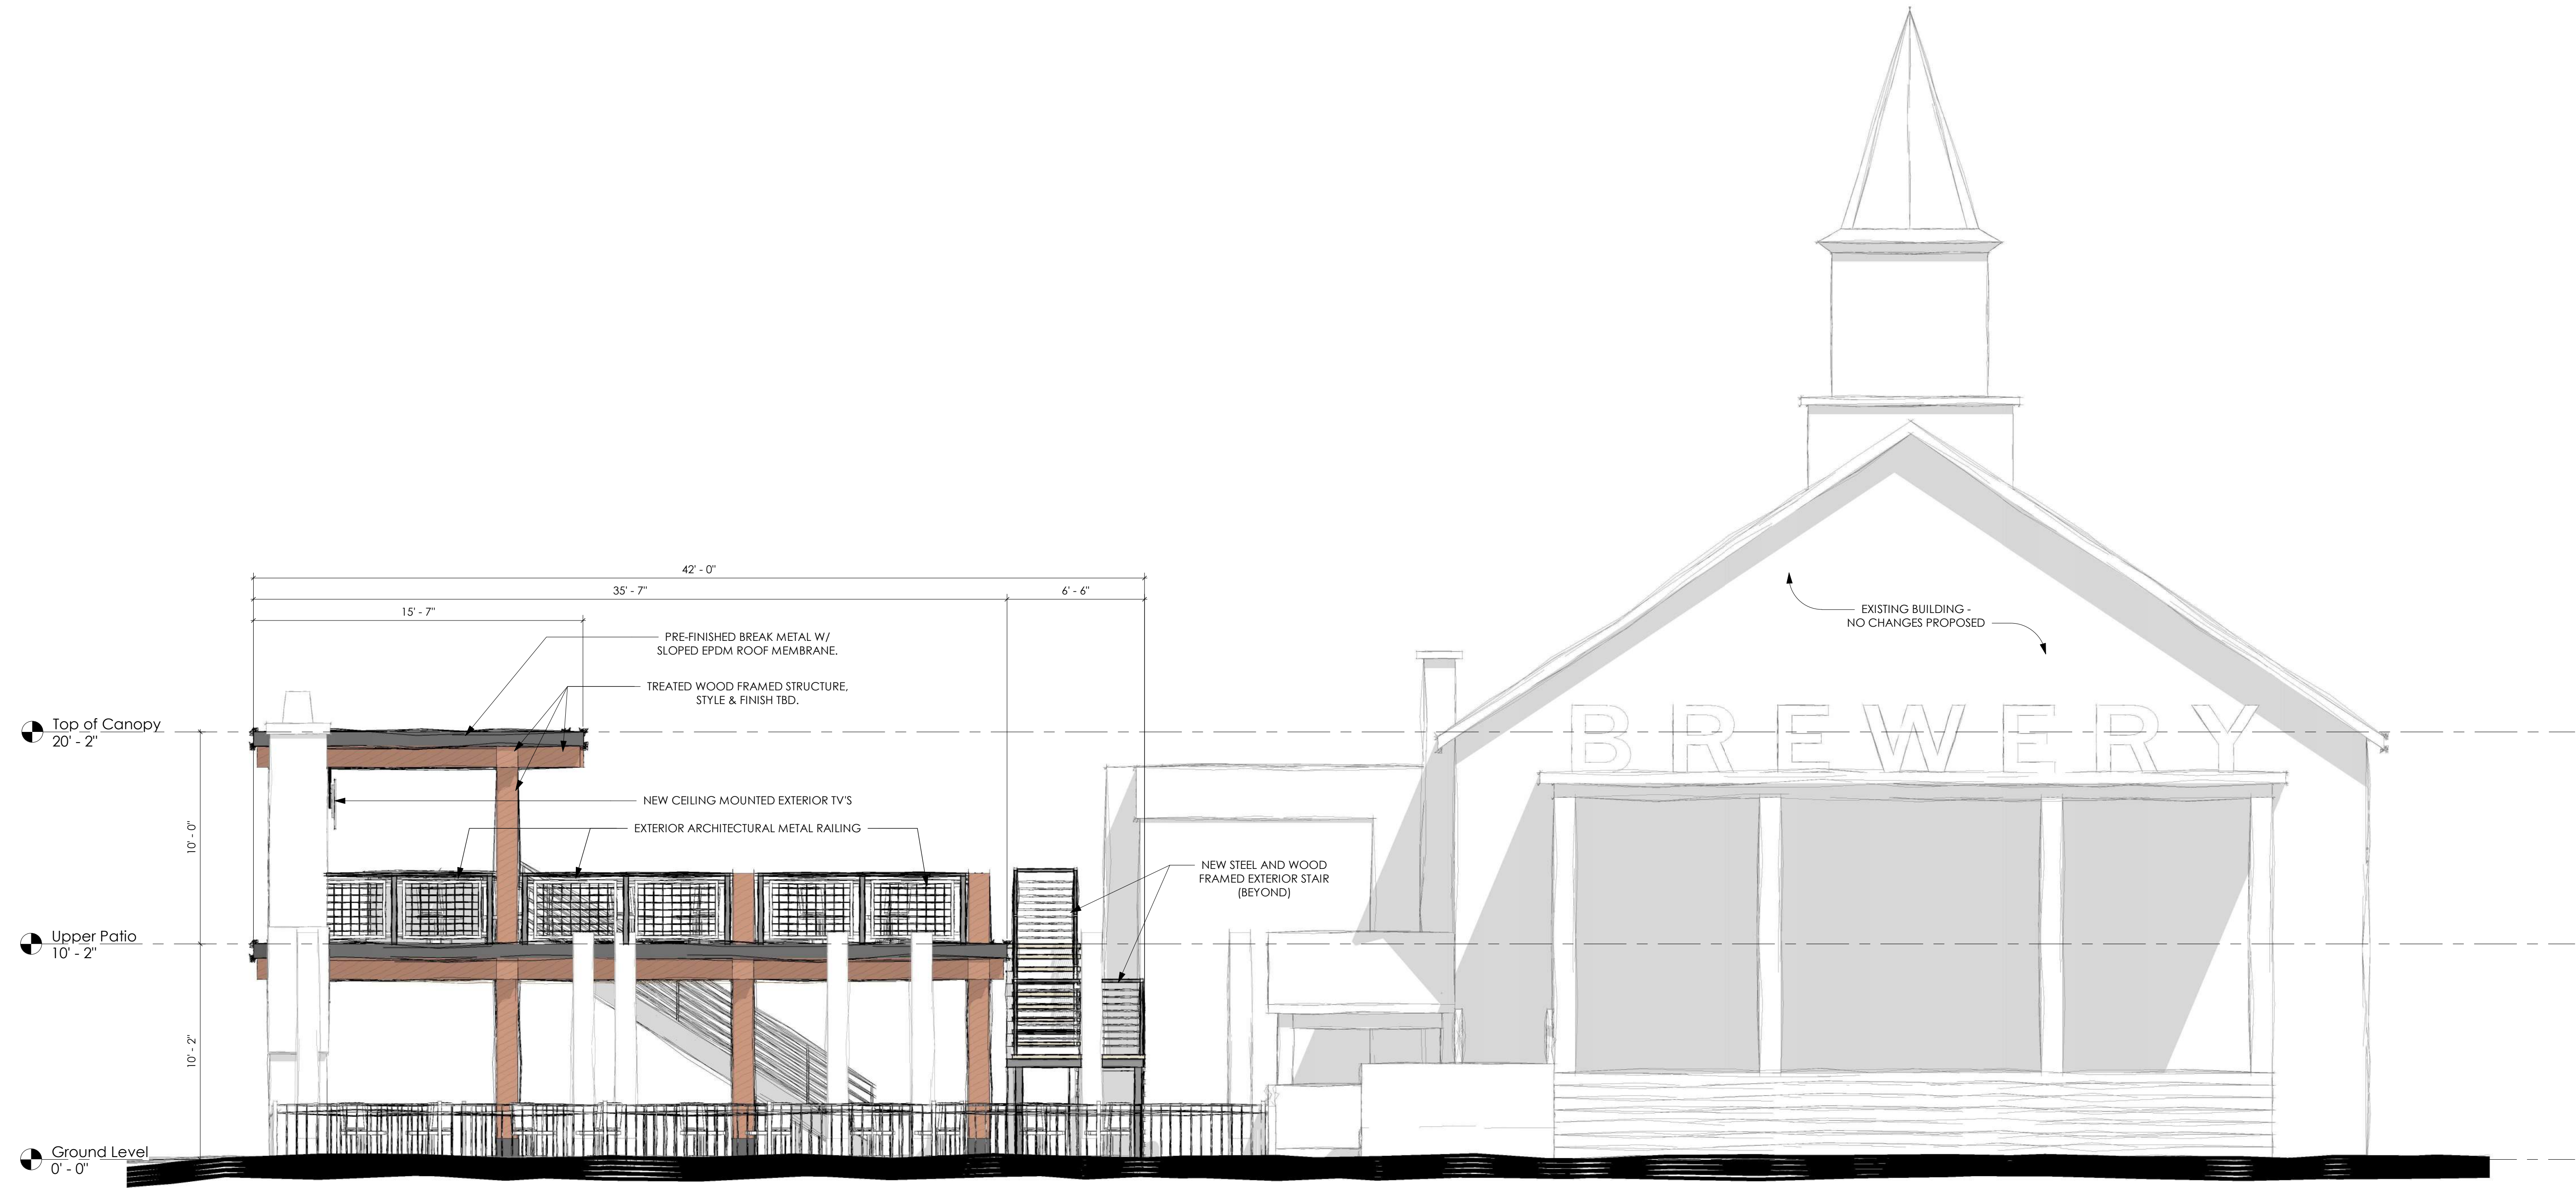 42' - 0"
35' - 7"
6' - 6"
15' - 7"
PRE-FINISHED BREAK METAL W/
SLOPED EPDM ROOF MEMBRANE.
TREATED WOOD FRAMED STRUCTURE,
STYLE & FINISH TBD.
EXISTING BUILDING -
NO CHANGES PROPOSED
BREWERY
Top of Canopy
20' - 2"
NEW CEILING MOUNTED EXTERIOR TV'S
10' - 0"
EXTERIOR ARCHITECTURAL METAL RAILING
NEW STEEL AND WOOD
FRAMED EXTERIOR STAIR
(BEYOND)
Upper Patio
10' - 2"
10' - 2"
Ground Level
0' - 0"